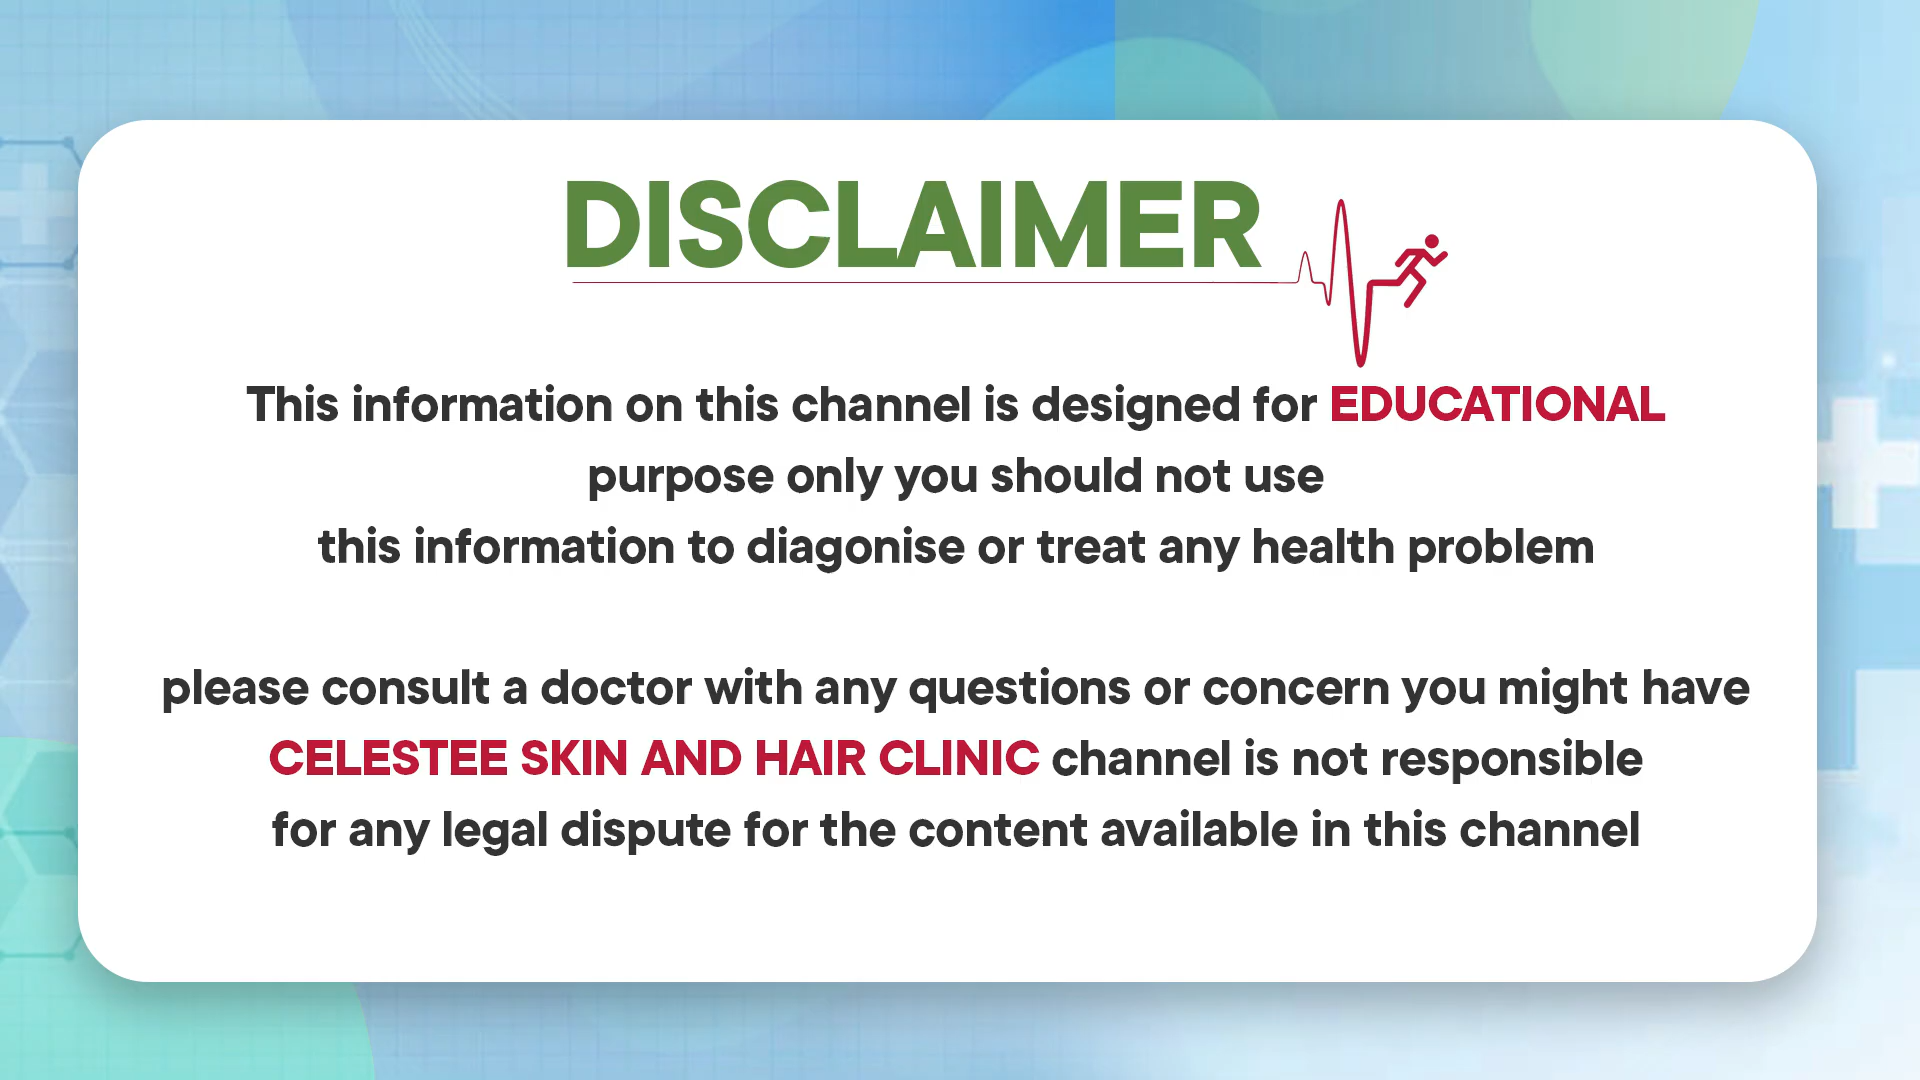 DISCLAIMER
This information on this channel is designed for EDUCATIONAL
purpose only you should not use
this information to diagonise or treat any health problem
please consult a doctor with any questions or concern you might have
CELESTEE SKIN AND HAIR CLINIC channel is not responsible
for any legal dispute for the content available in this channel